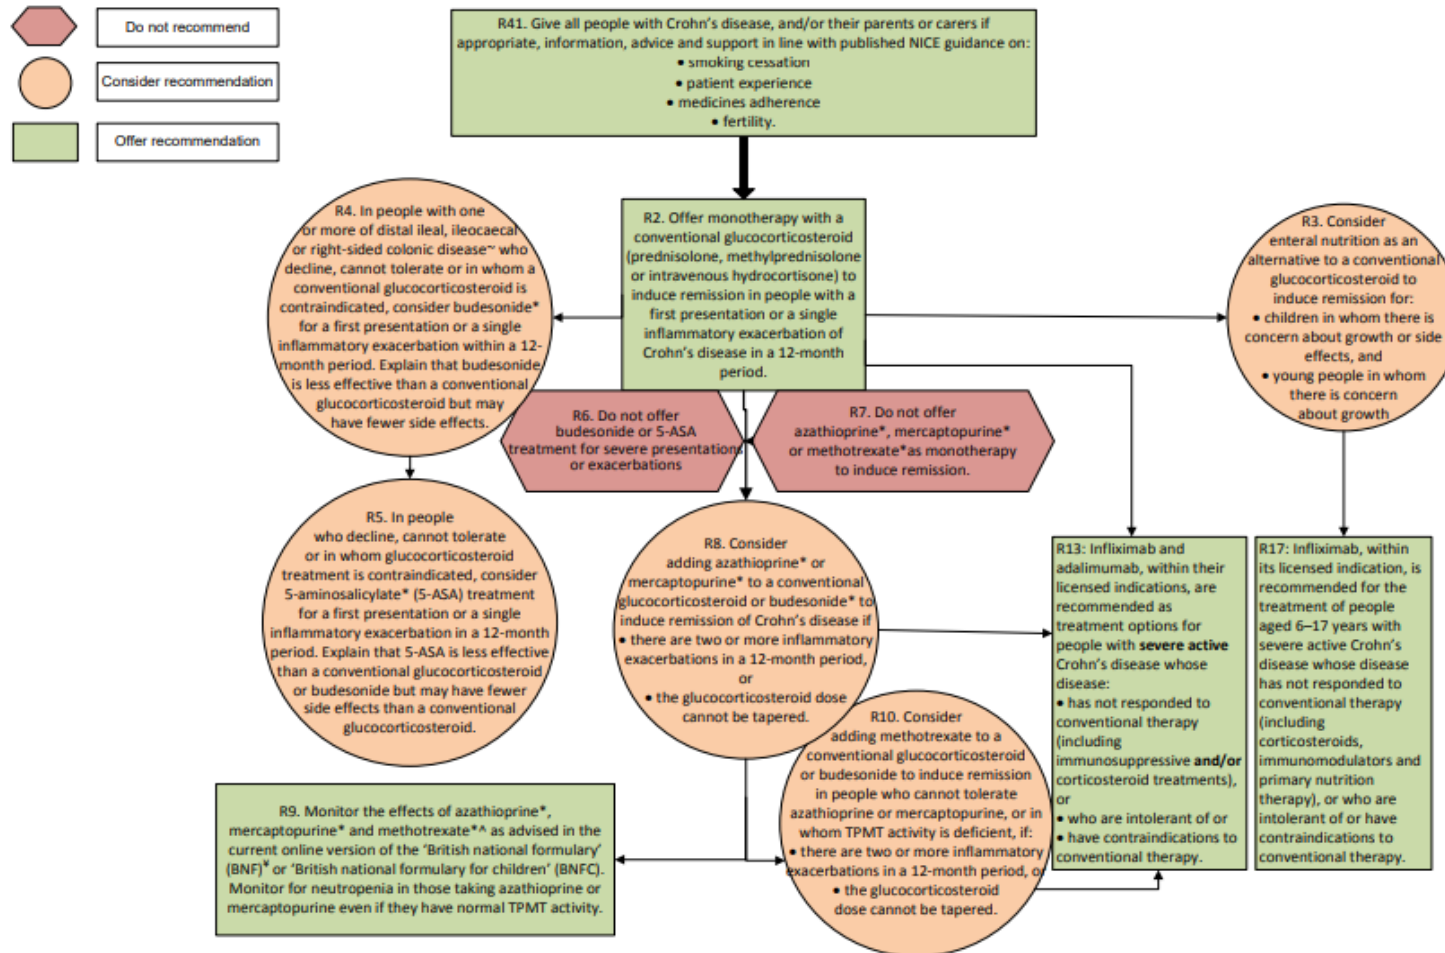 Do not recommend
Consider recommendation
Offer recommendation
R41. Give all people with Crohn's disease, and/or their parents or carers if
appropriate, information, advice and support in line with published NICE guidance on:
• smoking cessation
• patient experience
• medicines adherence
• fertility.
R4. In people with one
or more of distal ileal, ileocaecal
or right-sided colonic disease~ who
decline, cannot tolerate or in whom a
conventional glucocorticosteroid is
contraindicated, consider budesonide*
for a first presentation or a single
inflammatory exacerbation within a 12-
month period. Explain that budesonide
is less effective than a conventional
glucocorticosteroid but may
have fewer side effects.
R2. Offer monotherapy with a
conventional glucocorticosteroid
(prednisolone, methylprednisolone
or intravenous hydrocortisone) to
induce remission in people with a
first presentation or a single
inflammatory exacerbation of
Crohn's disease in a 12-month
period.
R3. Consider
enteral nutrition as an
alternative to a conventional
glucocorticosteroid to
induce remission for:
• children in whom there is
concern about growth or side
effects, and
• young people in whom
there is concern
about growth
R6. Do not offer
budesonide or 5-ASA
treatment for severe presentations
or exacerbations
R7. Do not offer
azathioprine*, mercaptopurine*
or methotrexate*as monotherapy
to induce remission.
R5. In people
who decline, cannot tolerate
or in whom glucocorticosteroid
treatment is contraindicated, consider
5-aminosalicylate* (5-ASA) treatment
for a first presentation or a single
inflammatory exacerbation in a 12-month
period. Explain that 5-ASA is less effective
than a conventional glucocorticosteroid
or budesonide but may have fewer
side effects than a conventional
glucocorticosteroid.
R8. Consider
adding azathioprine* or
mercaptopurine* to a conventional
glucocorticosteroid or budesonide* to
induce remission of Crohn's disease if
• there are two or more inflammatory
exacerbations in a 12-month period,
or
• the glucocorticosteroid dose
cannot be tapered.
R13: Infliximab and
adalimumab, within their
licensed indications, are
recommended as
treatment options for
people with severe active
Crohn's disease whose
disease:
• has not responded to
conventional therapy
(including
immunosuppressive and/or
corticosteroid treatments),
or
• who are intolerant of or
• have contraindications to
conventional therapy.
R17: Infliximab, within
its licensed indication, is
recommended for the
treatment of people
aged 6–17 years with
severe active Crohn's
disease whose disease
has not responded to
conventional therapy
(including
corticosteroids,
immunomodulators and
primary nutrition
therapy), or who are
intolerant of or have
contraindications to
conventional therapy.
R10. Consider
adding methotrexate to a
conventional glucocorticosteroid
or budesonide to induce remission
in people who cannot tolerate
azathioprine or mercaptopurine, or in
whom TPMT activity is deficient, if:
• there are two or more inflammatory
exacerbations in a 12-month period, or
• the glucocorticosteroid
dose cannot be tapered.
R9. Monitor the effects of azathioprine*,
mercaptopurine* and methotrexate*^ as advised in the
current online version of the 'British national formulary'
(BNF)¥ or 'British national formulary for children' (BNFC).
Monitor for neutropenia in those taking azathioprine or
mercaptopurine even if they have normal TPMT activity.